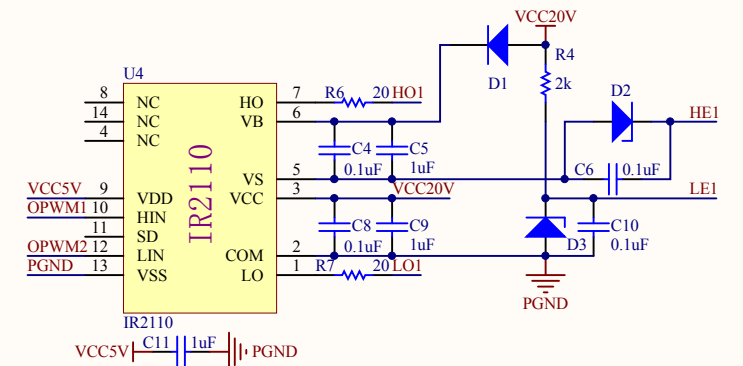 VCC20V
U4
R4
D1
2k
D2
8 NC HO 7 R6 20 HO1
14 NC VB 6
4 NC
HE1
C4 C5
0.1uF 1uF
VS 5
C6 0.1uF
VCC 3 VCC20V
LE1
VCC5V 9 VDD
OPWM1 10 HIN
11 SD
OPWM2 12 LIN COM 2
PGND 13 VSS LO 1 R7 20 LO1
IR2110
C8 C9
0.1uF 1uF
D3
C10
0.1uF
PGND
IR2110
VCC5V C11 1uF PGND